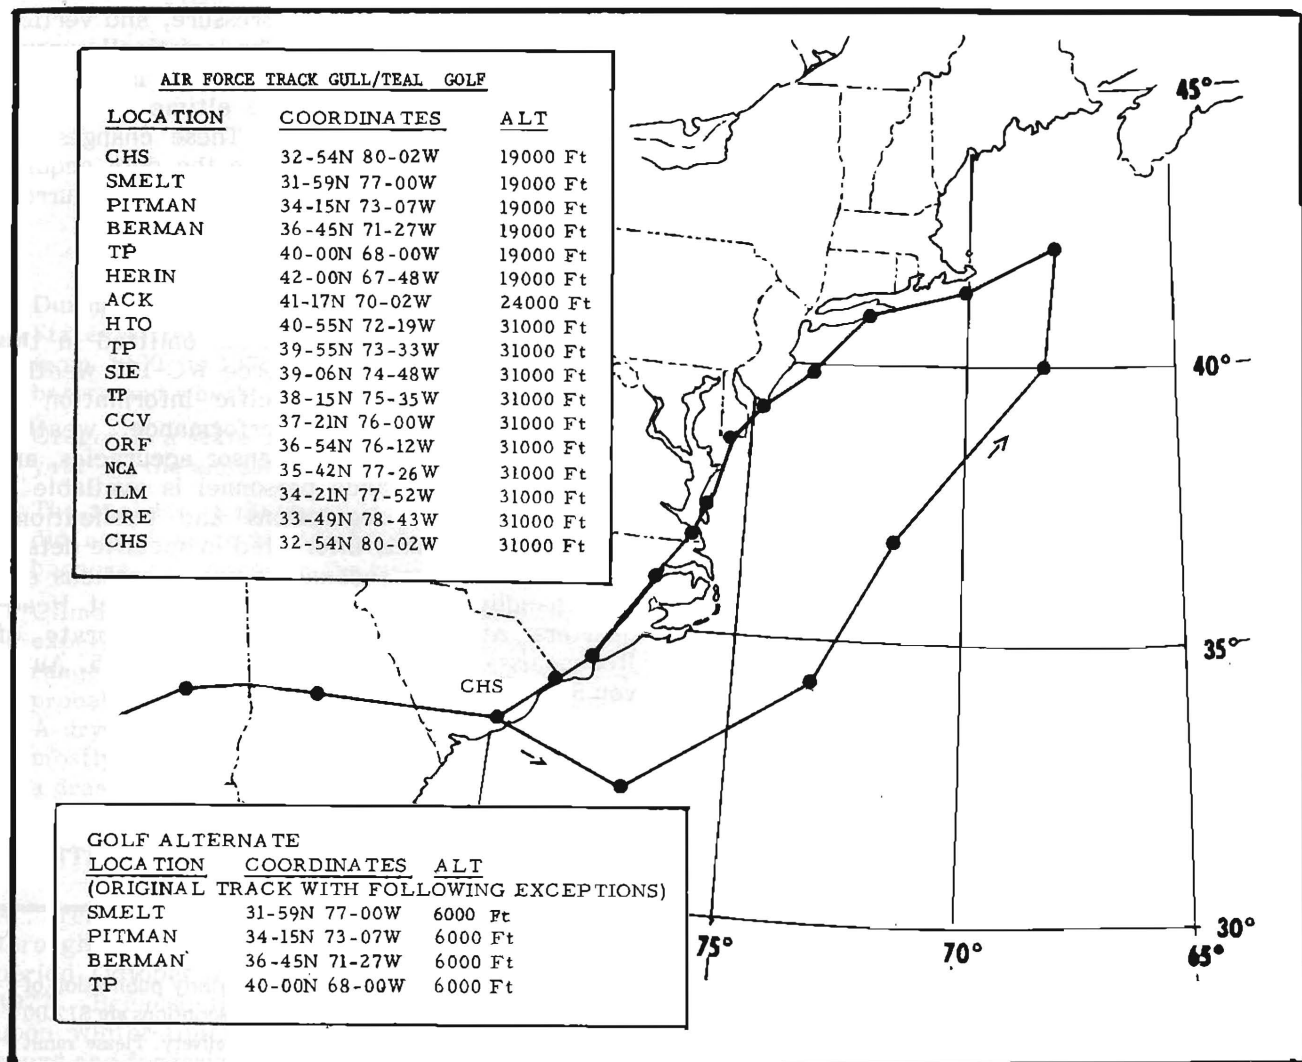 AIR FORCE TRACK GULL/TEAL GOLF
LOCATION COORDINATES ALT
CHS 32-54N 80-02W 19000 Ft
SMELT 31-59N 77-00W 19000 Ft
PITMAN 34-15N 73-07W 19000 Ft
BERMAN 36-45N 71-27W 19000 Ft
TP 40-00N 68-00W 19000 Ft
HERIN 42-00N 67-48W 19000 Ft
ACK 41-17N 70-02W 24000 Ft
HTO 40-55N 72-19W 31000 Ft
TP 39-55N 73-33W 31000 Ft
SIE 39-06N 74-48W 31000 Ft
TP 38-15N 75-35W 31000 Ft
CCV 37-21N 76-00W 31000 Ft
ORF 36-54N 76-12W 31000 Ft
NCA 35-42N 77-26W 31000 Ft
ILM 34-21N 77-52W 31000 Ft
CRE 33-49N 78-43W 31000 Ft
CHS 32-54N 80-02W 31000 Ft
45°
40°
35°
CHS
30°
75°
70°
65°
GOLF ALTERNATE
LOCATION COORDINATES ALT
(ORIGINAL TRACK WITH FOLLOWING EXCEPTIONS)
SMELT 31-59N 77-00W 6000 Ft
PITMAN 34-15N 73-07W 6000 Ft
BERMAN 36-45N 71-27W 6000 Ft
TP 40-00N 68-00W 6000 Ft